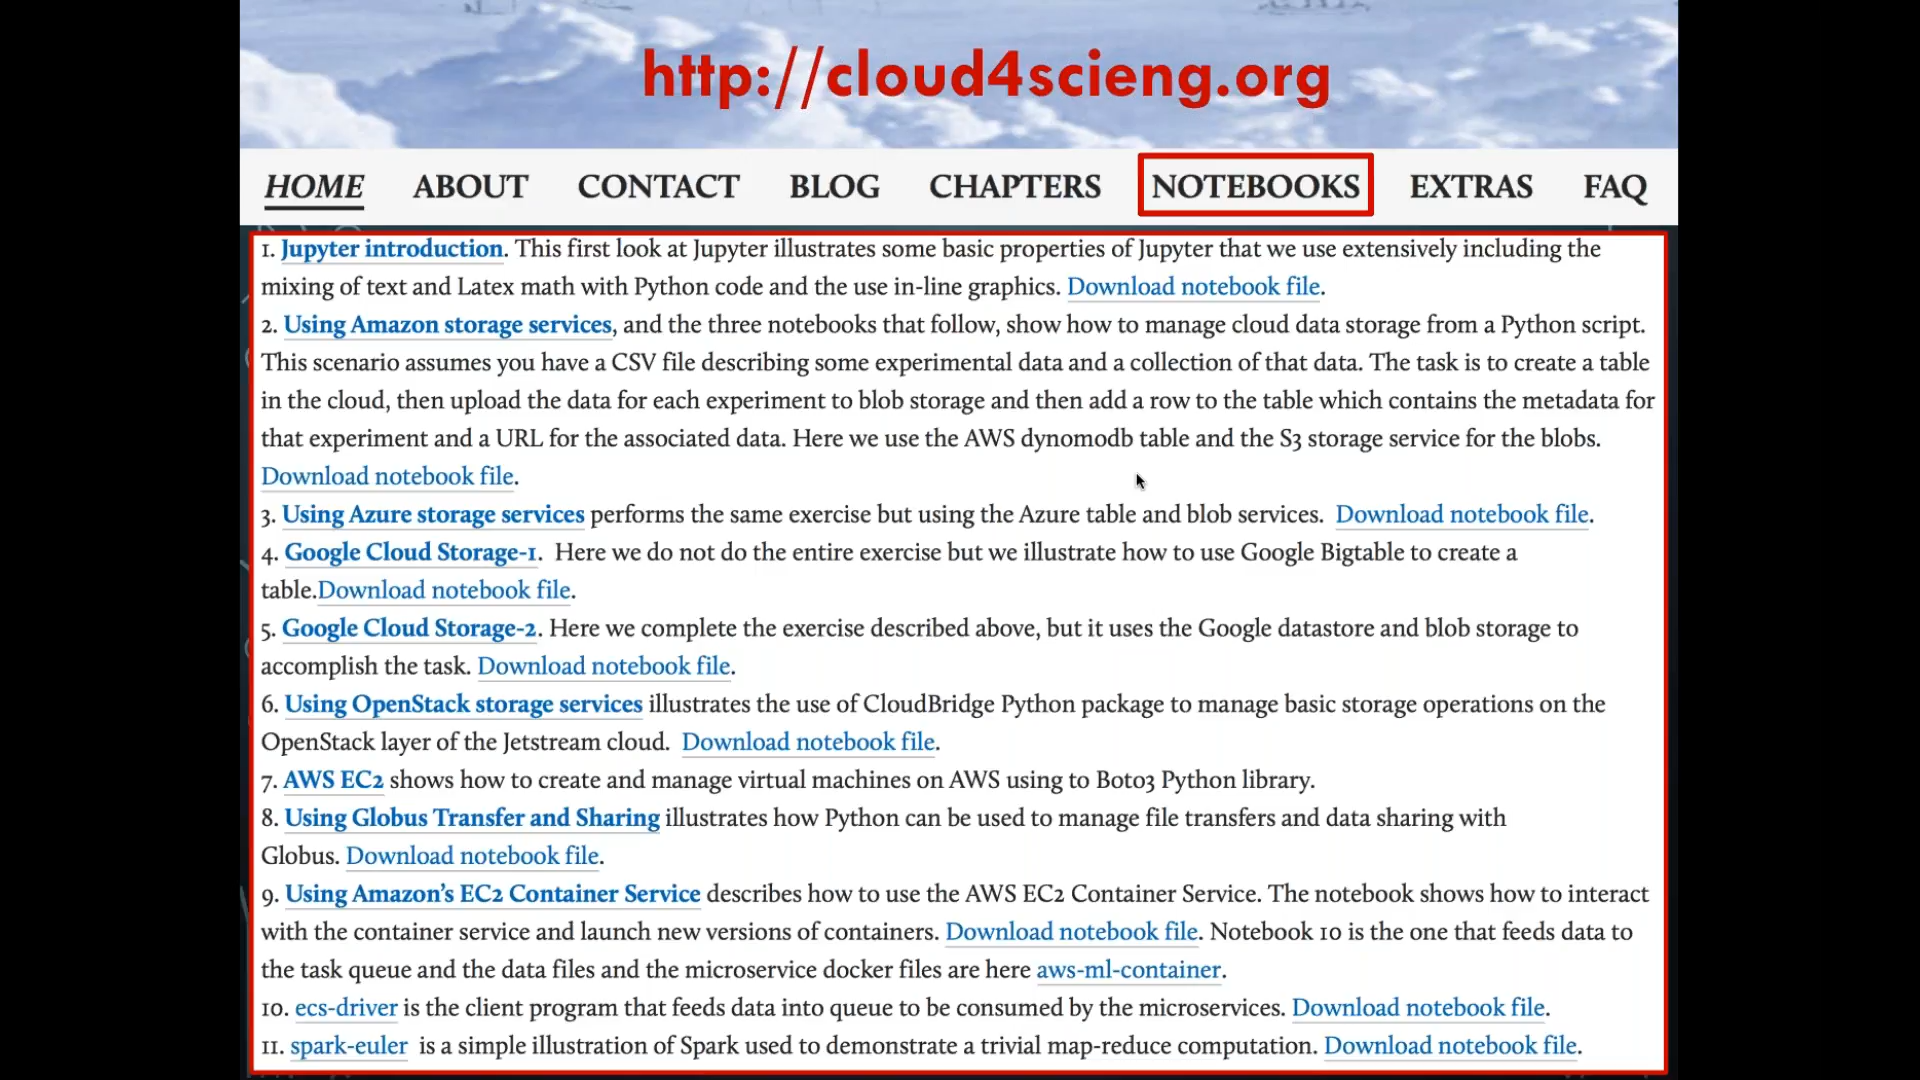 http://cloud4scieng.org
HOME ABOUT CONTACT BLOG CHAPTERS NOTEBOOKS EXTRAS FAQ
1. Jupyter introduction. This first look at Jupyter illustrates some basic properties of Jupyter that we use extensively including the
mixing of text and Latex math with Python code and the use in-line graphics. Download notebook file.
2. Using Amazon storage services, and the three notebooks that follow, show how to manage cloud data storage from a Python script.
This scenario assumes you have a CSV file describing some experimental data and a collection of that data. The task is to create a table
in the cloud, then upload the data for each experiment to blob storage and then add a row to the table which contains the metadata for
that experiment and a URL for the associated data. Here we use the AWS dynomodb table and the S3 storage service for the blobs.
Download notebook file.
3. Using Azure storage services performs the same exercise but using the Azure table and blob services. Download notebook file.
4. Google Cloud Storage-1. Here we do not do the entire exercise but we illustrate how to use Google Bigtable to create a
table.Download notebook file.
5. Google Cloud Storage-2. Here we complete the exercise described above, but it uses the Google datastore and blob storage to
accomplish the task. Download notebook file.
6. Using OpenStack storage services illustrates the use of CloudBridge Python package to manage basic storage operations on the
OpenStack layer of the Jetstream cloud. Download notebook file.
7. AWS EC2 shows how to create and manage virtual machines on AWS using to Boto3 Python library.
8. Using Globus Transfer and Sharing illustrates how Python can be used to manage file transfers and data sharing with
Globus. Download notebook file.
9. Using Amazon’s EC2 Container Service describes how to use the AWS EC2 Container Service. The notebook shows how to interact
with the container service and launch new versions of containers. Download notebook file. Notebook 10 is the one that feeds data to
the task queue and the data files and the microservice docker files are here aws-ml-container.
10. ecs-driver is the client program that feeds data into queue to be consumed by the microservices. Download notebook file.
11. spark-euler is a simple illustration of Spark used to demonstrate a trivial map-reduce computation. Download notebook file.